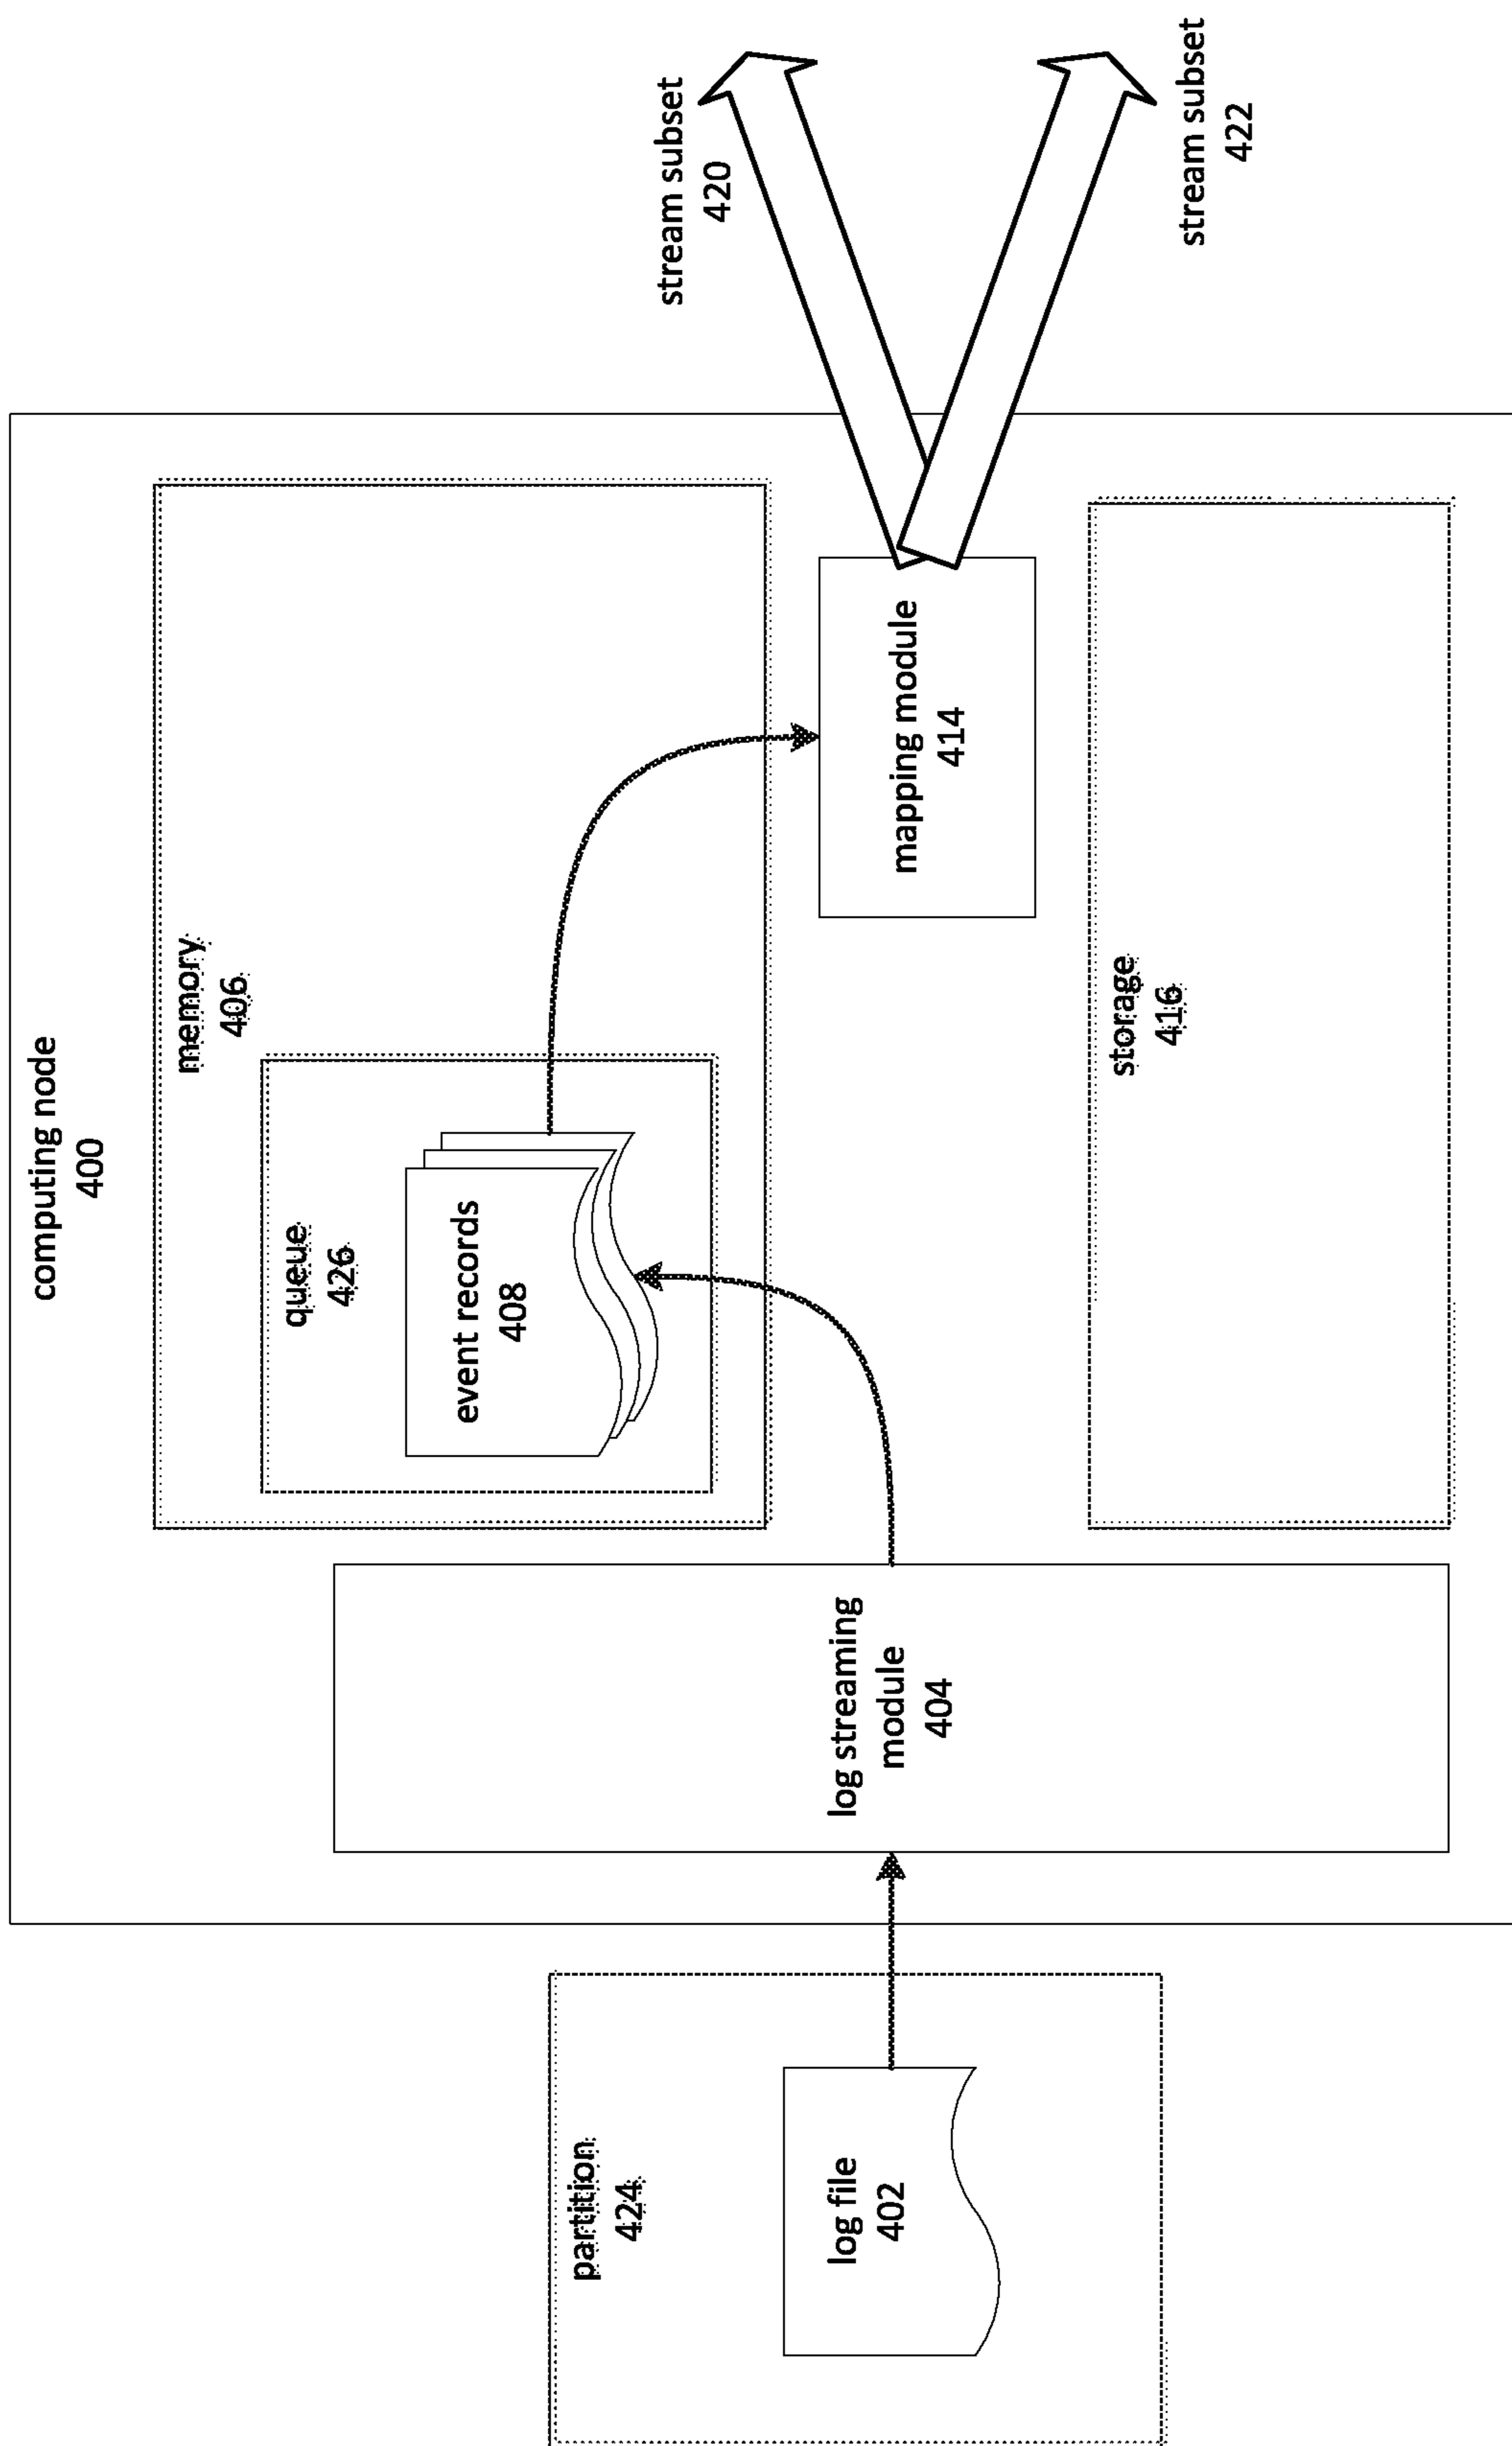 computing node
400
partition
424
log file
402
log streaming
module
404
memory
406
queue
426
event records
408
mapping module
414
storage
416
stream subset
420
stream subset
422